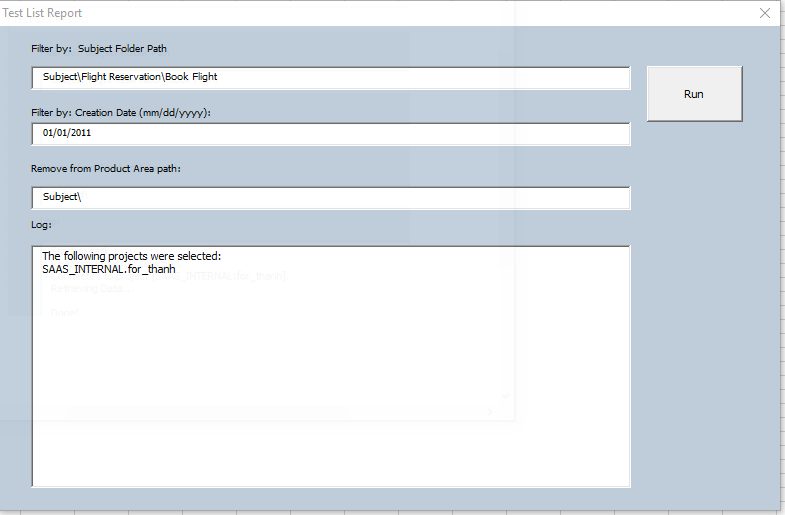 Test List Report
Filter by: Subject Folder Path
Subject\Flight Reservation\Book Flight
Run
Filter by: Creation Date (mm/dd/yyyy):
01/01/2011
Remove from Product Area path:
Subject\
Log:
The following projects were selected:
SAAS_INTERNAL.for_thanh